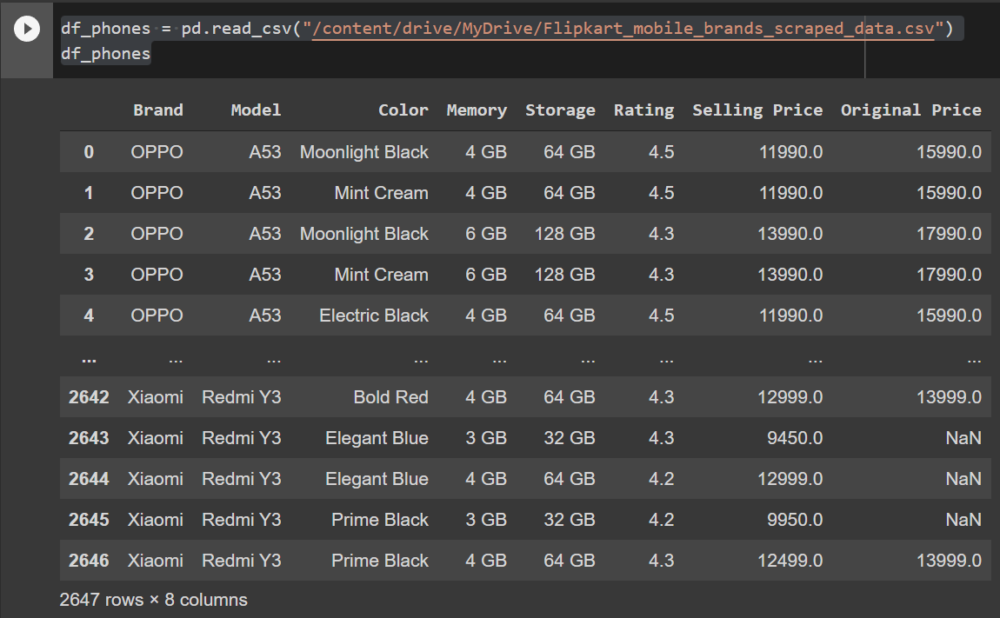 df_phones = pd.read_csv("/content/drive/MyDrive/Flipkart_mobile_brands_scraped_data.csv")
df_phones
Brand Model Color Memory Storage Rating Selling Price Original Price
0 OPPO A53 Moonlight Black 4 GB 64 GB 4.5 11990.0 15990.0
1 OPPO A53 Mint Cream 4 GB 64 GB 4.5 11990.0 15990.0
2 OPPO A53 Moonlight Black 6 GB 128 GB 4.3 13990.0 17990.0
3 OPPO A53 Mint Cream 6 GB 128 GB 4.3 13990.0 17990.0
4 OPPO A53 Electric Black 4 GB 64 GB 4.5 11990.0 15990.0
... ... ... ... ... ... ... ... ...
2642 Xiaomi Redmi Y3 Bold Red 4 GB 64 GB 4.3 12999.0 13999.0
2643 Xiaomi Redmi Y3 Elegant Blue 3 GB 32 GB 4.3 9450.0 NaN
2644 Xiaomi Redmi Y3 Elegant Blue 4 GB 64 GB 4.2 12999.0 NaN
2645 Xiaomi Redmi Y3 Prime Black 3 GB 32 GB 4.2 9950.0 NaN
2646 Xiaomi Redmi Y3 Prime Black 4 GB 64 GB 4.3 12499.0 13999.0
2647 rows × 8 columns